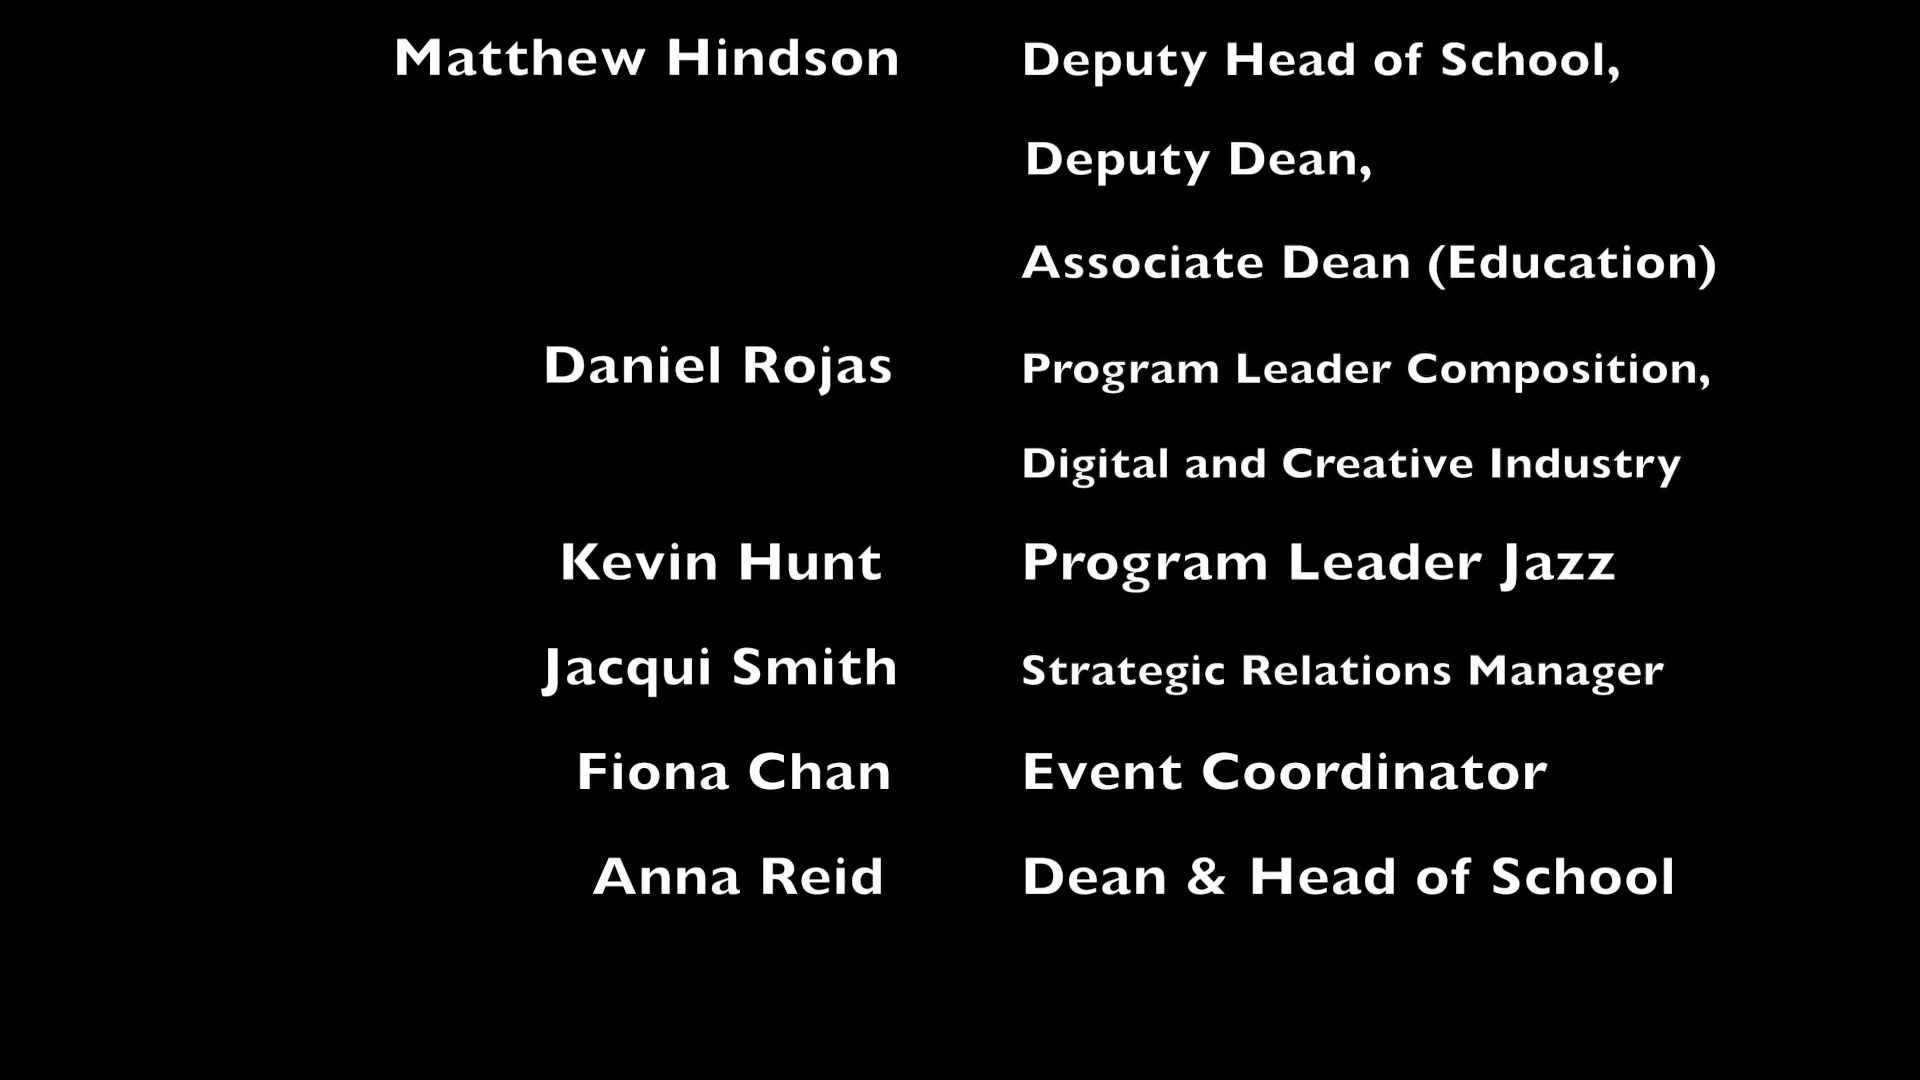 Matthew Hindson Deputy Head of School,
Deputy Dean,
Associate Dean (Education)
Daniel Rojas Program Leader Composition,
Digital and Creative Industry
Kevin Hunt Program Leader Jazz
Jacqui Smith Strategic Relations Manager
Fiona Chan Event Coordinator
Anna Reid Dean & Head of School